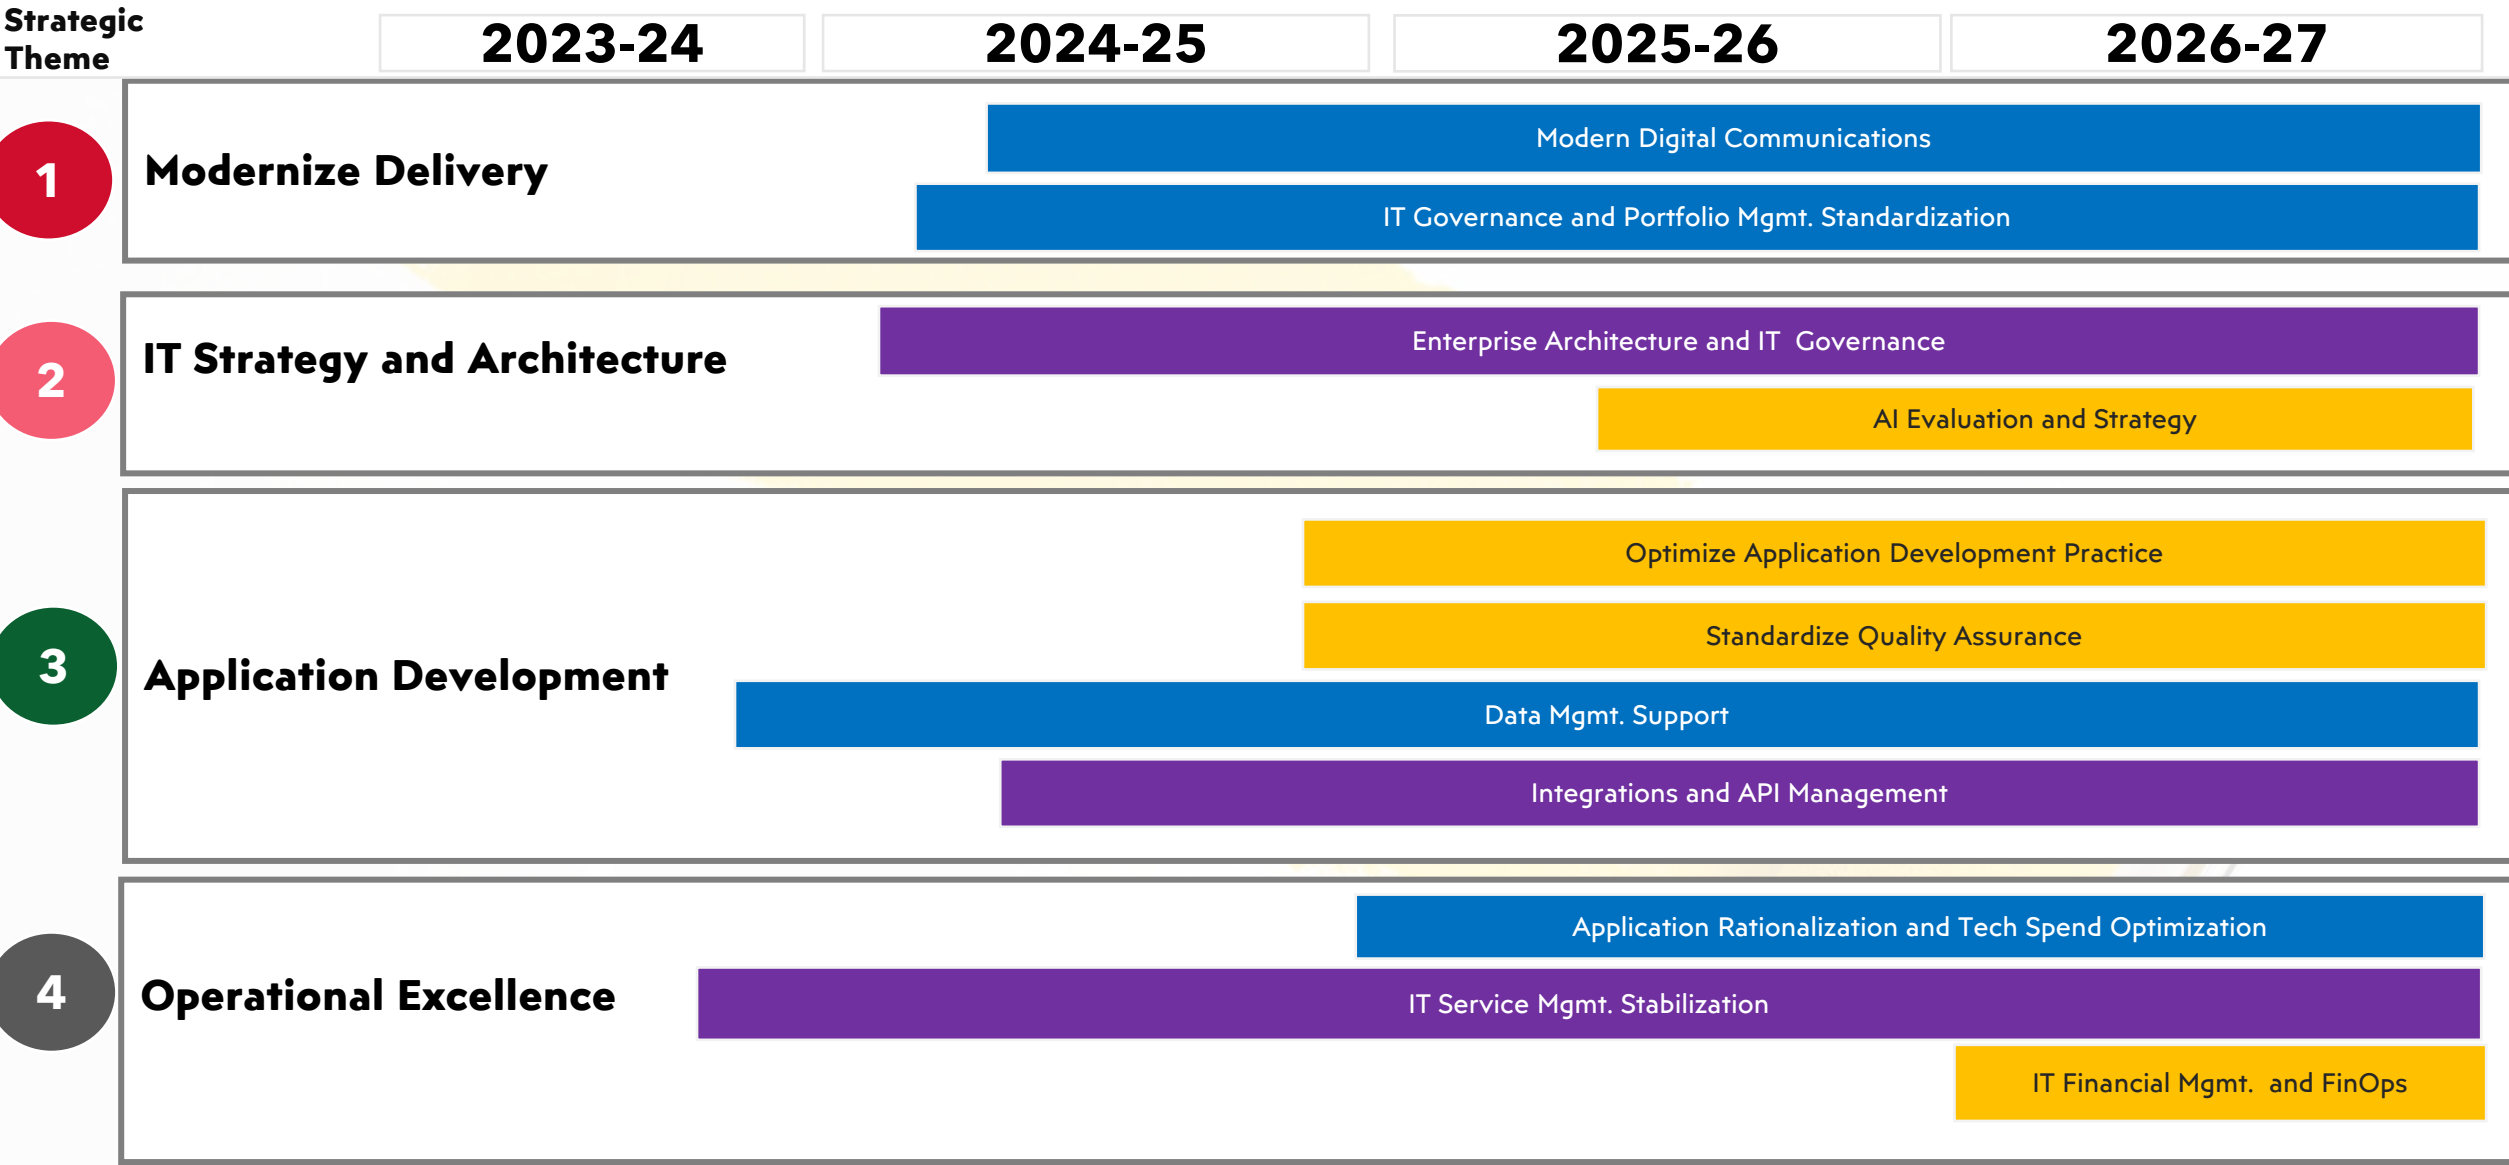 Strategic
Theme
2023-24
2024-25
2025-26
2026-27
1
Modernize Delivery
Modern Digital Communications
IT Governance and Portfolio Mgmt. Standardization
2
IT Strategy and Architecture
Enterprise Architecture and IT  Governance
AI Evaluation and Strategy
3
Application Development
Optimize Application Development Practice
Standardize Quality Assurance
Data Mgmt. Support
Integrations and API Management
4
Operational Excellence
Application Rationalization and Tech Spend Optimization
IT Service Mgmt. Stabilization
IT Financial Mgmt.  and FinOps